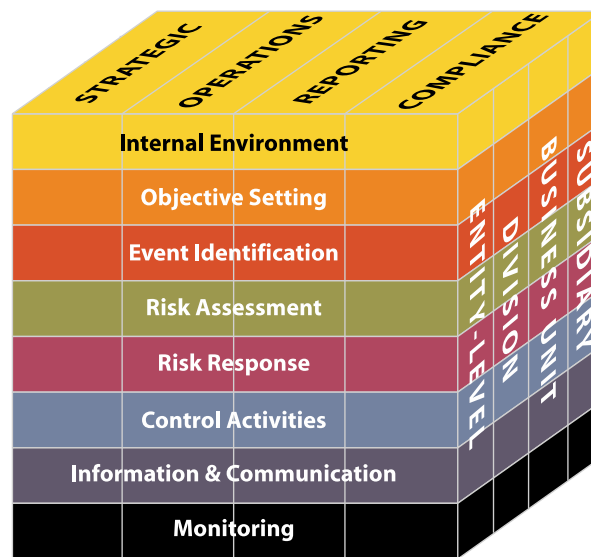 STRATEGIC
OPERATIONS
REPORTING
COMPLIANCE
Internal Environment
Objective Setting
Event Identification
Risk Assessment
Risk Response
Control Activities
Information & Communication
Monitoring
ENTITY-LEVEL
DIVISION
BUSINESS UNIT
SUBSIDIARY